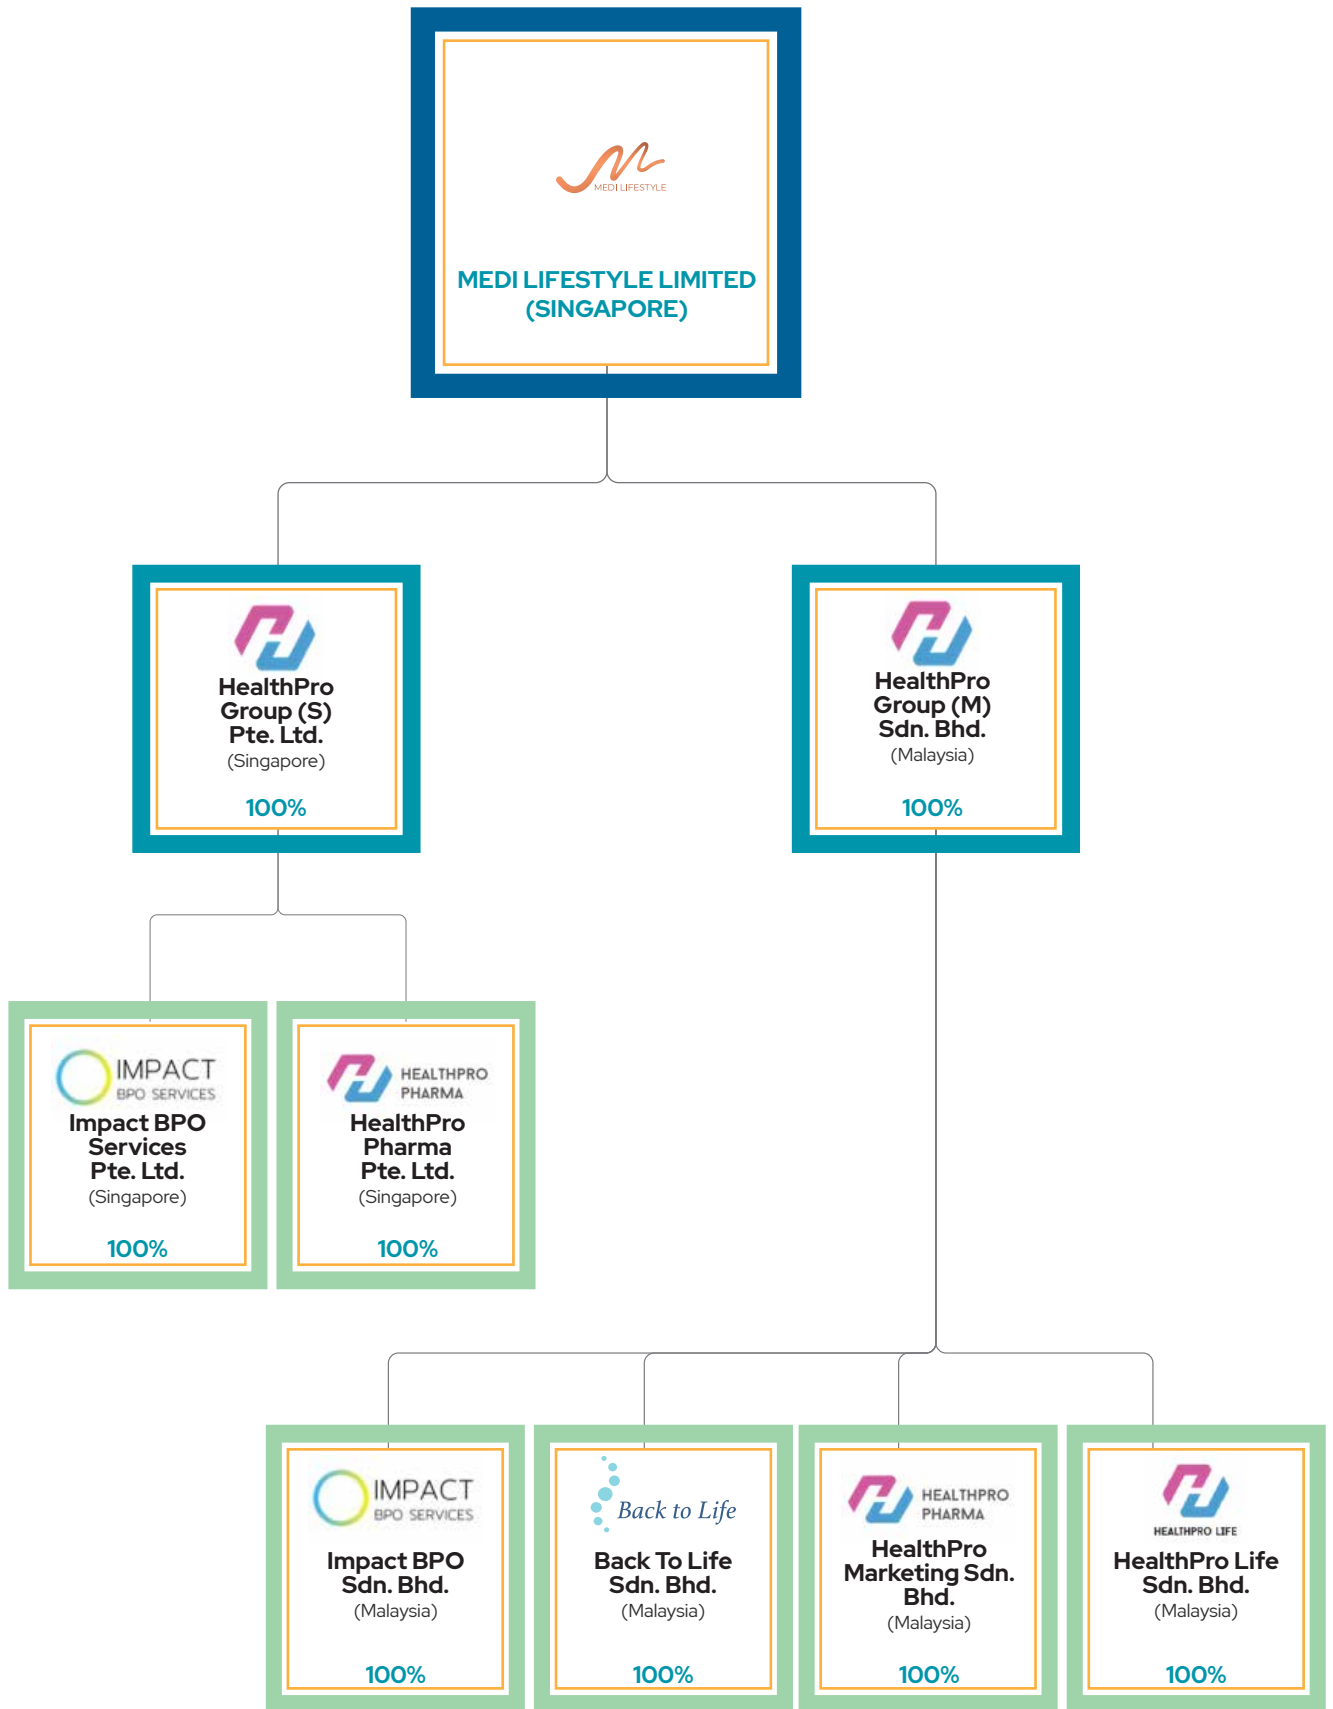 MEDI LIFESTYLE
MEDI LIFESTYLE LIMITED
(SINGAPORE)
HealthPro
Group (S)
Pte. Ltd.
(Singapore)
100%
HealthPro
Group (M)
Sdn. Bhd.
(Malaysia)
100%
IMPACT
BPO SERVICES
Impact BPO
Services
Pte. Ltd.
(Singapore)
100%
HEALTHPRO
PHARMA
HealthPro
Pharma
Pte. Ltd.
(Singapore)
100%
IMPACT
BPO SERVICES
Impact BPO
Sdn. Bhd.
(Malaysia)
100%
Back to Life
Back To Life
Sdn. Bhd.
(Malaysia)
100%
HEALTHPRO
PHARMA
HealthPro
Marketing Sdn.
Bhd.
(Malaysia)
100%
HEALTHPRO LIFE
HealthPro Life
Sdn. Bhd.
(Malaysia)
100%